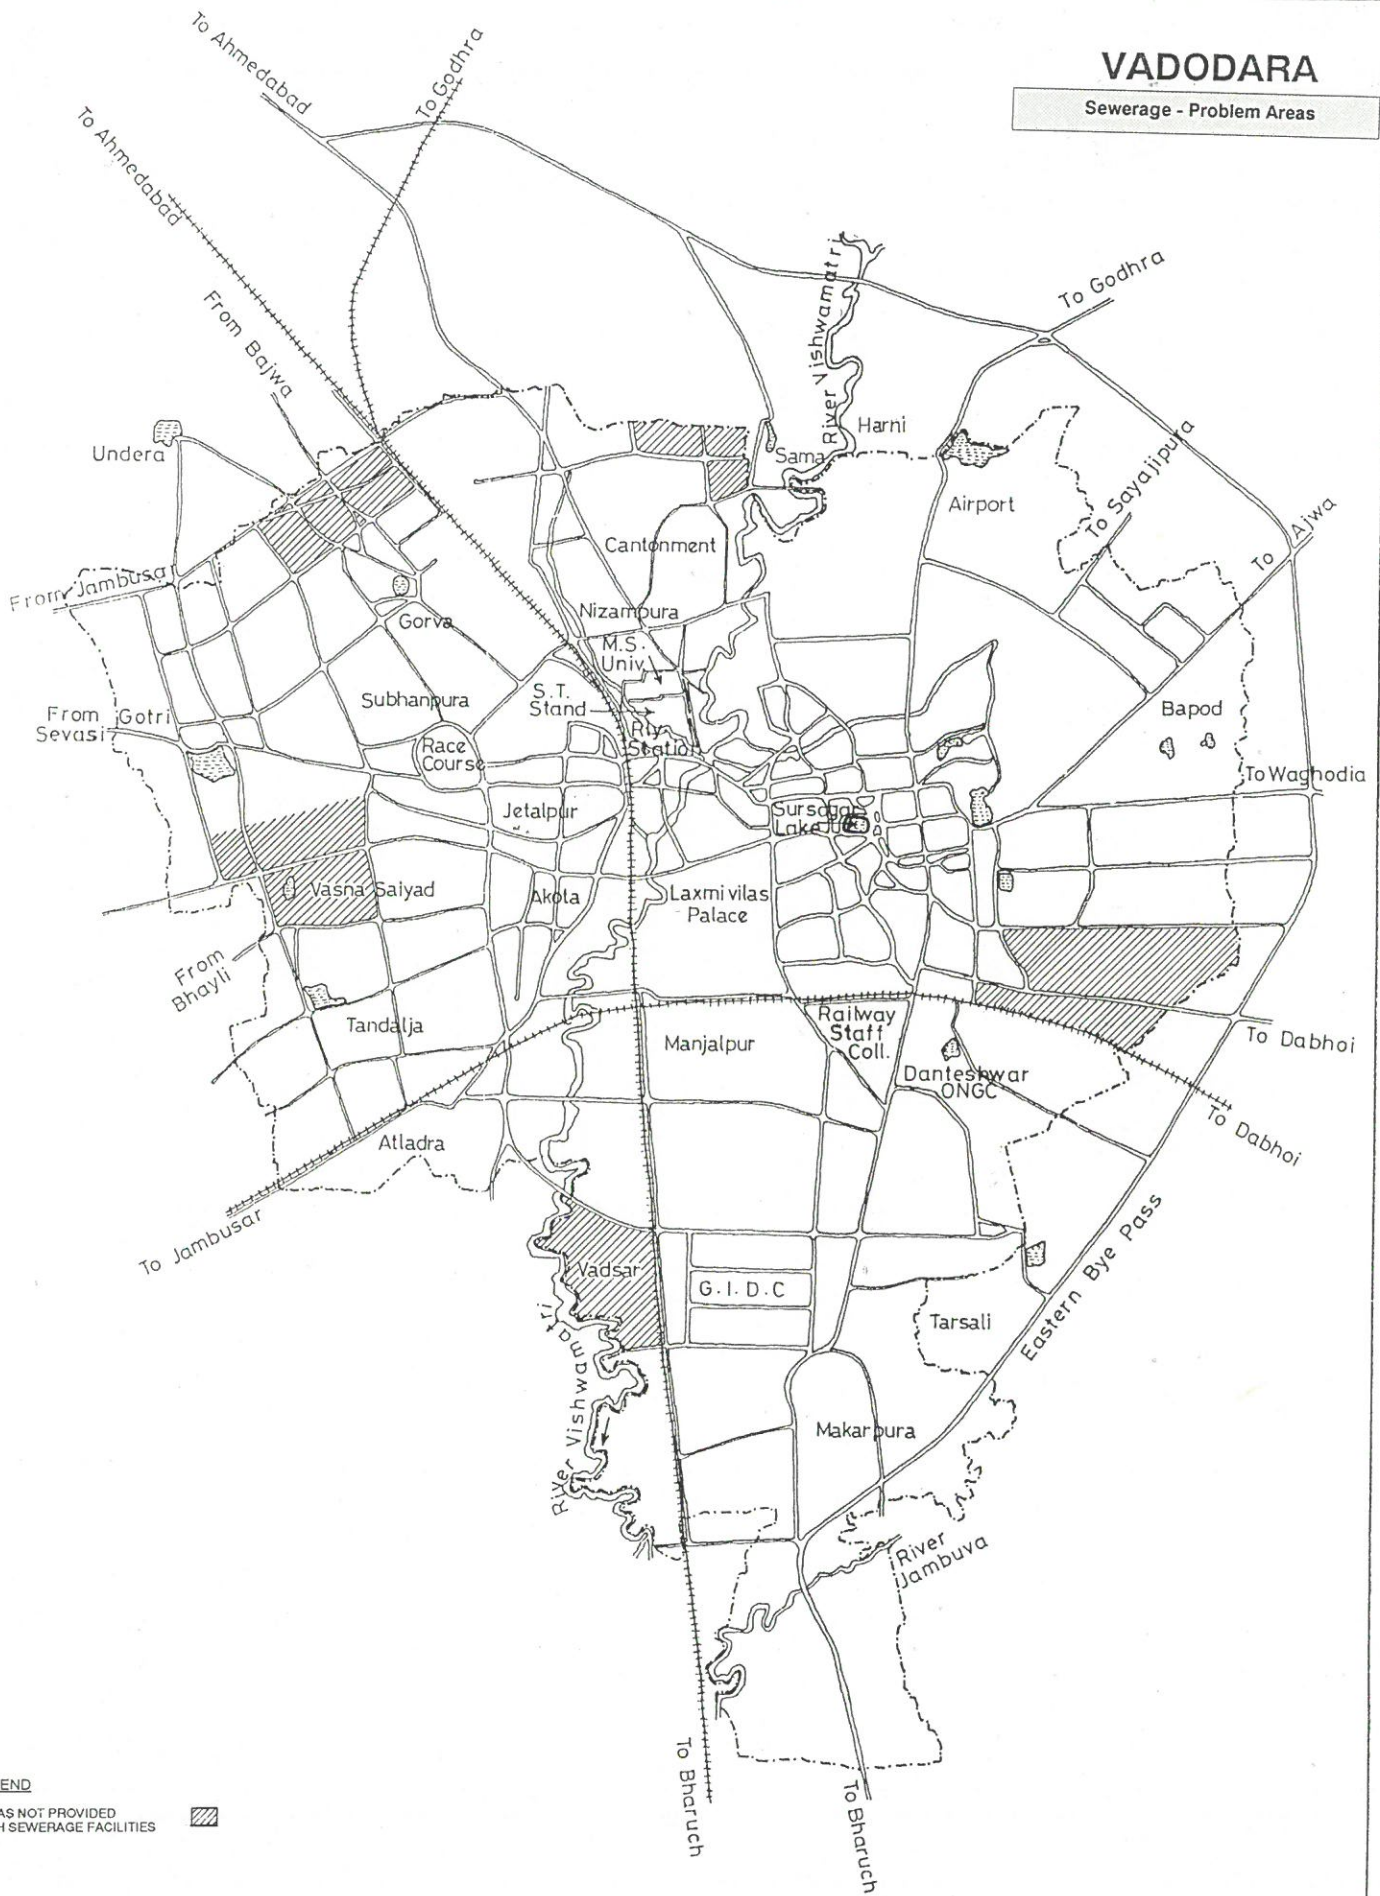 VADODARA
Sewerage - Problem Areas
To Ahmedabad
To Godhra
To Ahmedabad
From Bajwa
River Vishwamatri
To Godhra
Undera
Harni
Sama
Airport
To Sayajipura
To Ajwa
Cantonment
From Jambusar
Nizampura
Gorva
M.S.
Univ
S.T.
Stand
Subhanpura
From
Sevasi
Gotri
Rly
Station
Race
Course
Bapod
To Waghodia
Jetalpur
Sursagar
Lake
Vasna Saiyad
Akota
Laxmi vilas
Palace
From
Bhayli
Tandalja
Manjalpur
Railway
Staff
Coll.
Danteshwar
ONGC
To Dabhoi
To Dabhoi
Atladra
To Jambusar
Vadsar
G.I.D.C
Tarsali
Eastern Bye Pass
River Vishwamatri
Makarpura
River
Jambuva
To Bharuch
To Bharuch
END
AS NOT PROVIDED
H SEWERAGE FACILITIES